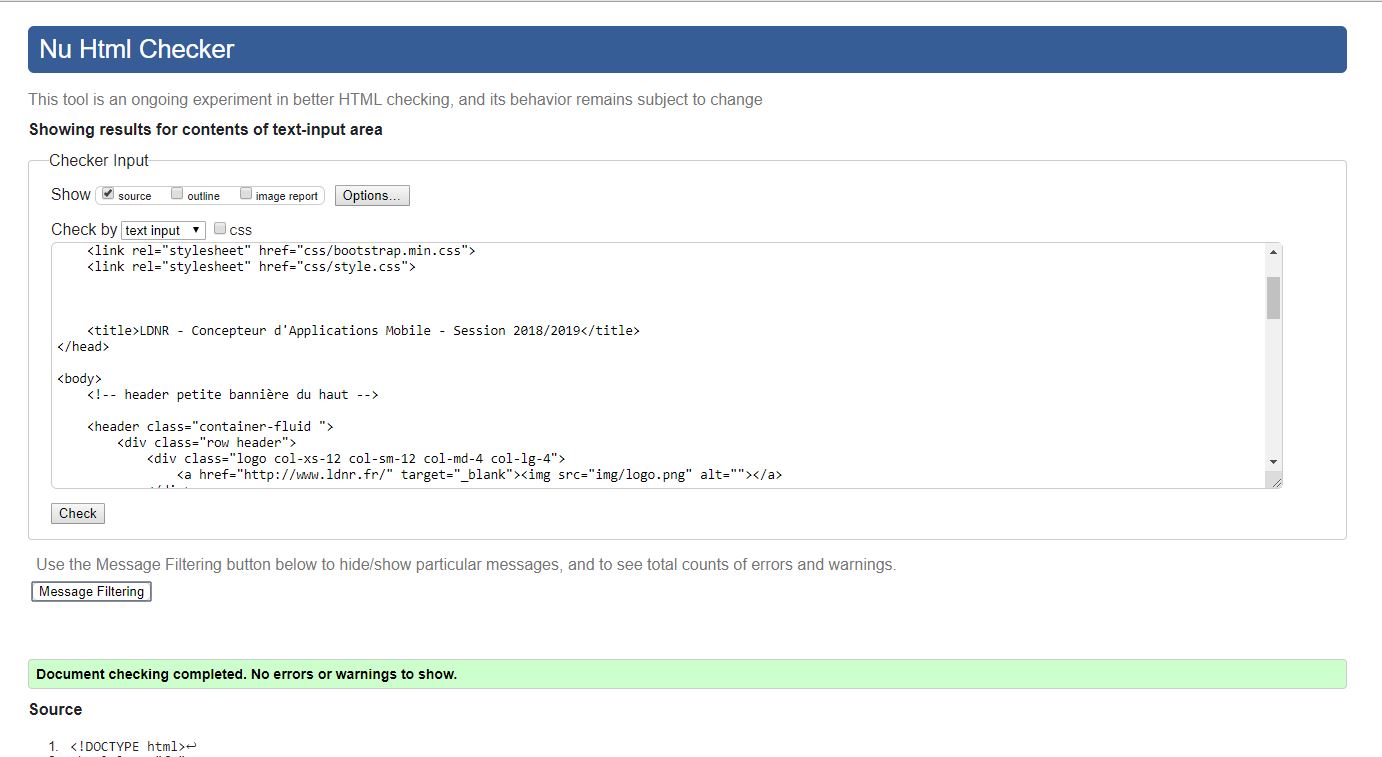 Nu Html Checker
This tool is an ongoing experiment in better HTML checking, and its behavior remains subject to change
Showing results for contents of text-input area
Checker Input
Show source outline image report Options...
Check by text input css
<link rel="stylesheet" href="css/bootstrap.min.css">
<link rel="stylesheet" href="css/style.css">
<title>LDNR - Concepteur d'Applications Mobile - Session 2018/2019</title>
</head>
<body>
<!-- header petite bannière du haut -->
<header class="container-fluid ">
<div class="row header">
<div class="logo col-xs-12 col-sm-12 col-md-4 col-lg-4">
<a href="http://www.ldnr.fr/" target="_blank"><img src="img/logo.png" alt=""></a>
Check
Use the Message Filtering button below to hide/show particular messages, and to see total counts of errors and warnings.
Message Filtering
Document checking completed. No errors or warnings to show.
Source
1. <!DOCTYPE html>↩